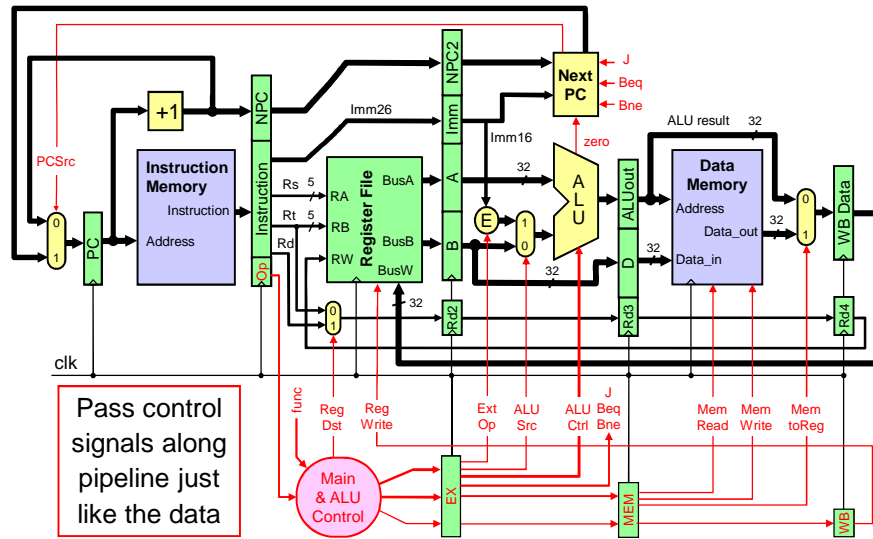 J
Beq
Bne
Next
PC
NPC2
NPC
+1
Imm26
Imm
Imm16
zero
ALU result
32
PCSrc
Instruction
Memory
Instruction
Address
Instruction
Rs
5
RA
Rt
5
RB
Rd
RW
Register File
BusA
BusB
BusW
A
B
32
E
1
0
A
L
U
ALUout
D
32
32
Data
Memory
Address
Data_out
Data_in
32
0
1
WB Data
0
1
PC
Op
0
1
32
Rd2
Rd3
Rd4
clk
Pass control
signals along
pipeline just
like the data
func
Reg
Dst
Reg
Write
Ext
Op
ALU
Src
ALU
Ctrl
J
Beq
Bne
Mem
Read
Mem
Write
Mem
toReg
Main
& ALU
Control
EX
MEM
WB